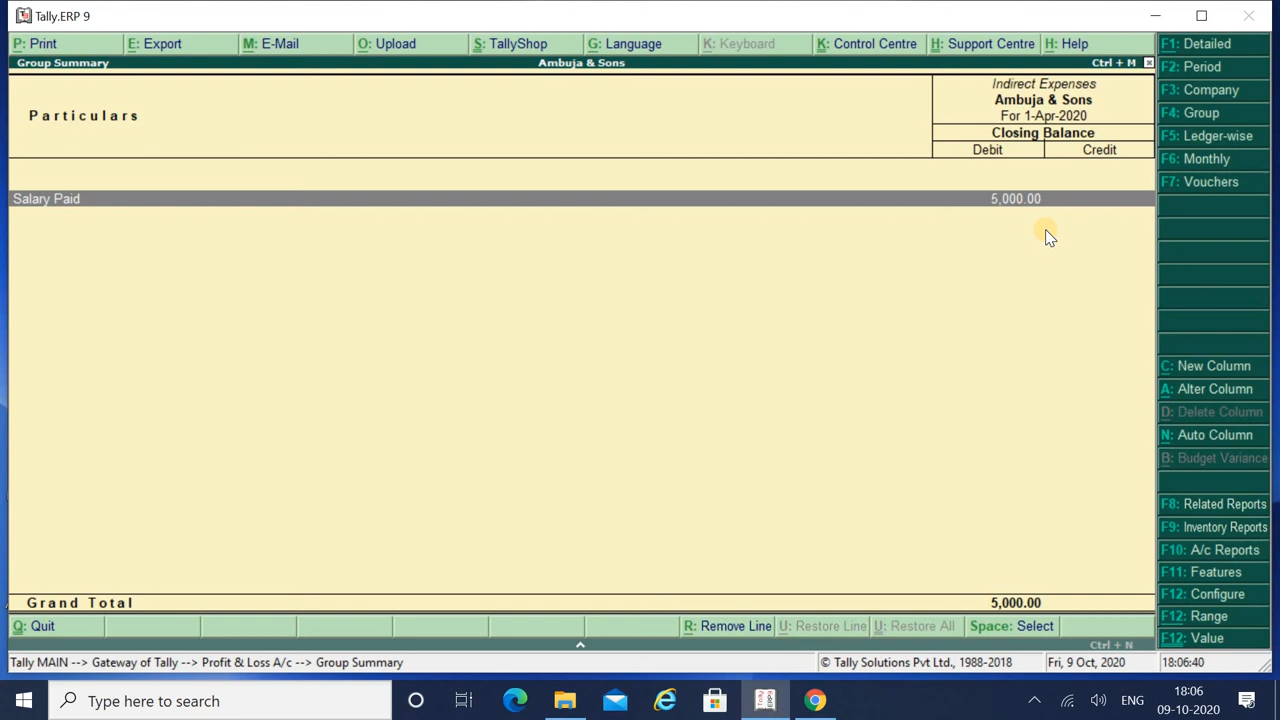 Tally.ERP 9
P: Print E: Export M: E-Mail O: Upload S: TallyShop G: Language K: Keyboard K: Control Centre H: Support Centre H: Help
Group Summary Ambuja & Sons Ctrl + M
Particulars
Indirect Expenses
Ambuja & Sons
For 1-Apr-2020
Closing Balance
Debit Credit
Salary Paid 5,000.00
Grand Total 5,000.00
F1: Detailed
F2: Period
F3: Company
F4: Group
F5: Ledger-wise
F6: Monthly
F7: Vouchers
C: New Column
A: Alter Column
D: Delete Column
N: Auto Column
B: Budget Variance
F8: Related Reports
F9: Inventory Reports
F10: A/c Reports
F11: Features
F12: Configure
F12: Range
F12: Value
Q: Quit R: Remove Line U: Restore Line U: Restore All Space: Select
Ctrl + N
Tally MAIN --> Gateway of Tally --> Profit & Loss A/c --> Group Summary © Tally Solutions Pvt Ltd., 1988-2018 Fri, 9 Oct, 2020 18:06:40
Type here to search ENG 18:06
09-10-2020